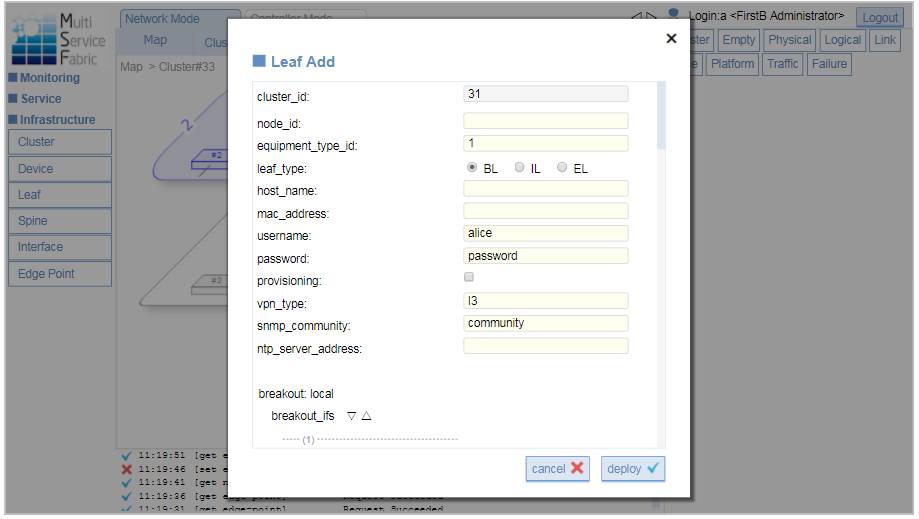 Multi
Service
Fabric
Network Mode
Controller Mode
Login:a <FirstB Administrator>
Logout
Map
Clus
ster Empty Physical Logical Link
e Platform Traffic Failure
Map > Cluster#33
Monitoring
Service
Infrastructure
Cluster
Device
Leaf
Spine
Interface
Edge Point
2
#2
#2
Leaf Add
cluster_id: 31
node_id:
equipment_type_id: 1
leaf_type: BL IL EL
host_name:
mac_address:
username: alice
password: password
provisioning:
vpn_type: l3
snmp_community: community
ntp_server_address:
breakout: local
breakout_ifs ▽ △
----- (1) --------------------------------------
cancel
deploy
11:19:51 [get e
11:19:46 [set e
11:19:41 [get n
11:19:36 [get edge-point] Request Succeeded
11:19:31 [get edge-point] Request Succeeded